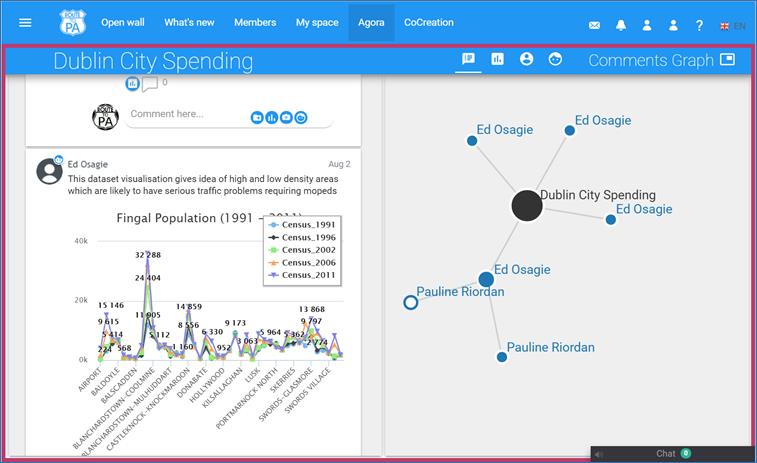 ROUTE TO PA
Open wall
What's new
Members
My space
Agora
CoCreation
?
EN
Dublin City Spending
Comments Graph
0
PA
Comment here...
Ed Osagie
Aug 2
This dataset visualisation gives idea of high and low density areas
which are likely to have serious traffic problems requiring mopeds
Fingal Population (1991 – 2011)
Census_1991
Census_1996
Census_2002
Census_2006
Census_2011
40k
20k
0k
32 288
24 404
15 146
14 859
13 868
11 905
9 615
8 556
9 173
9 797
5 414
5 112
6 330
5 964
5 362
224
568
1 160
952
3 063
2 774
AIRPORT
BALDOYLE
BALSCADDEN
BLANCHARDSTOWN-COOLMINE
BLANCHARDSTOWN-MULHUDDART
CASTLEKNOCK-KNOCKMAROON
DONABATE
HOLLYWOOD
KILSALLAGHAN
LUSK
PORTMARNOCK NORTH
SKERRIES
SWORDS-GLASMORE
SWORDS VILLAGE
Ed Osagie
Ed Osagie
Dublin City Spending
Ed Osagie
Ed Osagie
Pauline Riordan
Pauline Riordan
Chat 0